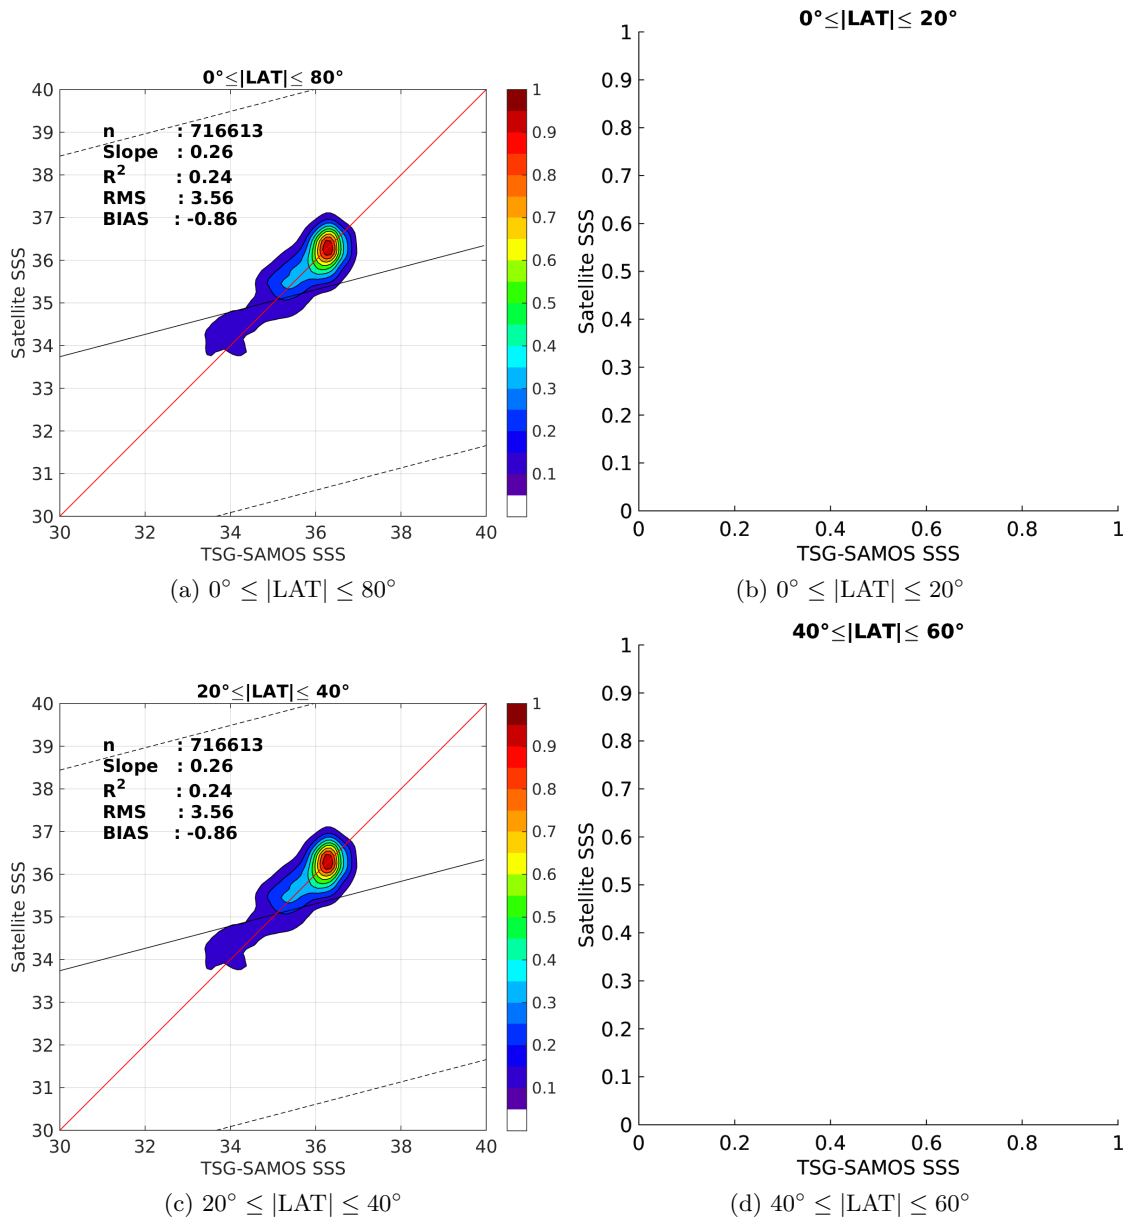 0°≤|LAT|≤ 80°
40
39
38
37
36
35
34
33
32
31
30
Satellite SSS
n : 716613
Slope : 0.26
R² : 0.24
RMS : 3.56
BIAS : -0.86
30 32 34 36 38 40
TSG-SAMOS SSS
1
0.9
0.8
0.7
0.6
0.5
0.4
0.3
0.2
0.1
(a) 0° ≤ |LAT| ≤ 80°
0°≤|LAT|≤ 20°
1
0.9
0.8
0.7
0.6
0.5
0.4
0.3
0.2
0.1
0
Satellite SSS
0 0.2 0.4 0.6 0.8 1
TSG-SAMOS SSS
(b) 0° ≤ |LAT| ≤ 20°
20°≤|LAT|≤ 40°
40
39
38
37
36
35
34
33
32
31
30
Satellite SSS
n : 716613
Slope : 0.26
R² : 0.24
RMS : 3.56
BIAS : -0.86
30 32 34 36 38 40
TSG-SAMOS SSS
1
0.9
0.8
0.7
0.6
0.5
0.4
0.3
0.2
0.1
(c) 20° ≤ |LAT| ≤ 40°
40°≤|LAT|≤ 60°
1
0.9
0.8
0.7
0.6
0.5
0.4
0.3
0.2
0.1
0
Satellite SSS
0 0.2 0.4 0.6 0.8 1
TSG-SAMOS SSS
(d) 40° ≤ |LAT| ≤ 60°